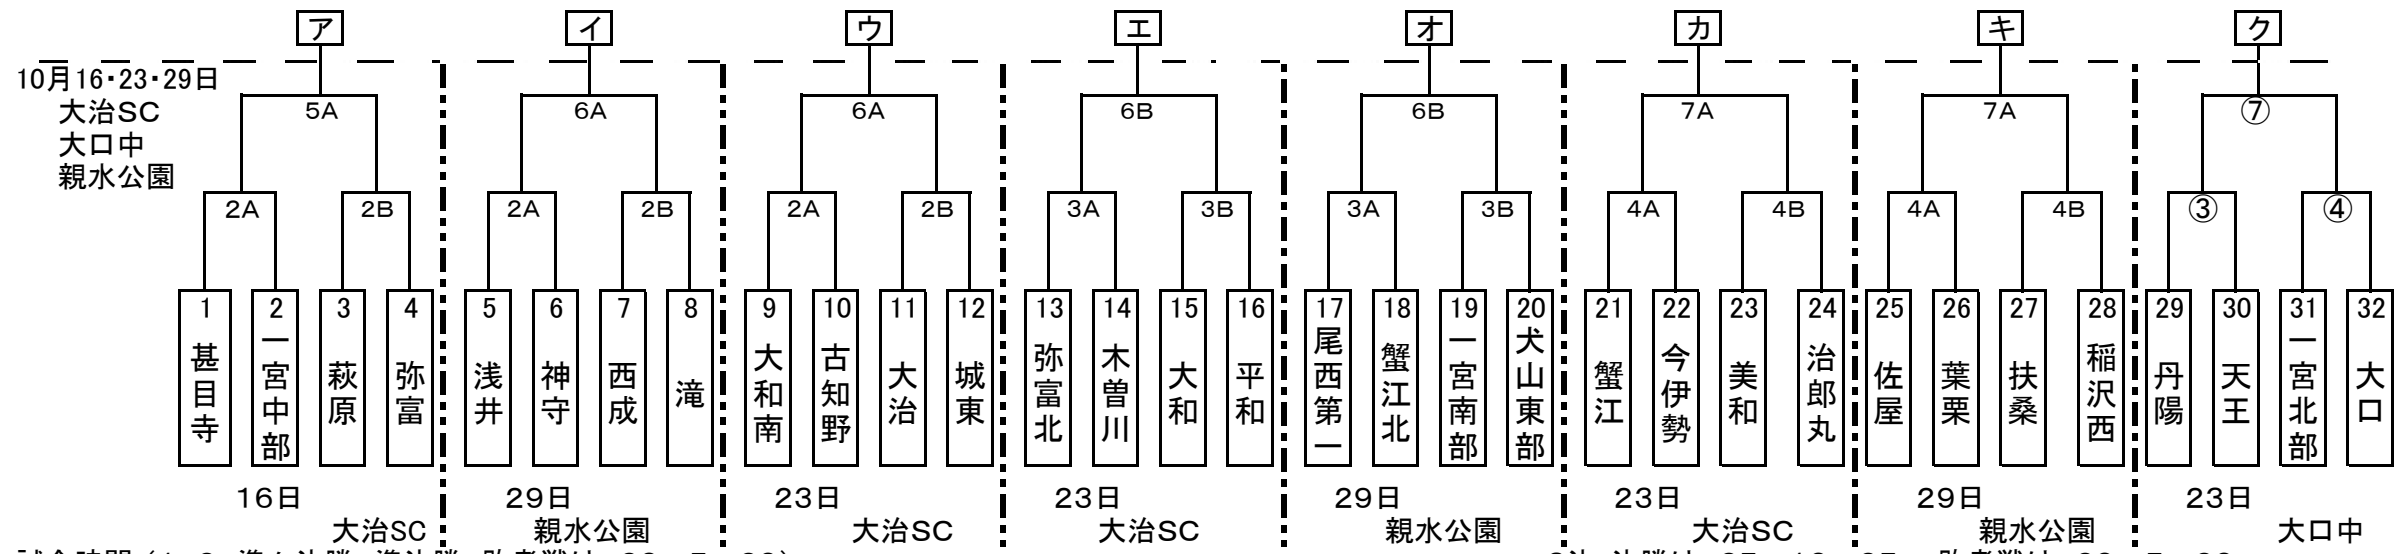 ア イ ウ エ オ カ キ ク
10月16・23・29日
大治SC
大口中
親水公園
5A 6A 6A 6B 6B 7A 7A ⑦
2A 2B 2A 2B 2A 2B 3A 3B 3A 3B 4A 4B 4A 4B ③ ④
1 甚目寺
2 一宮中部
3 萩原
4 弥富
5 浅井
6 神守
7 西成
8 滝
9 大和南
10 古知野
11 大治
12 城東
13 弥富北
14 木曽川
15 大和
16 平和
17 尾西第一
18 蟹江北
19 一宮南部
20 犬山東部
21 蟹江
22 今伊勢
23 美和
24 治郎丸
25 佐屋
26 葉栗
27 扶桑
28 稲沢西
29 丹陽
30 天王
31 一宮北部
32 大口
16日 29日 23日 23日 29日 23日 29日 23日
大治SC 親水公園 大治SC 大治SC 親水公園 大治SC 親水公園 大口中